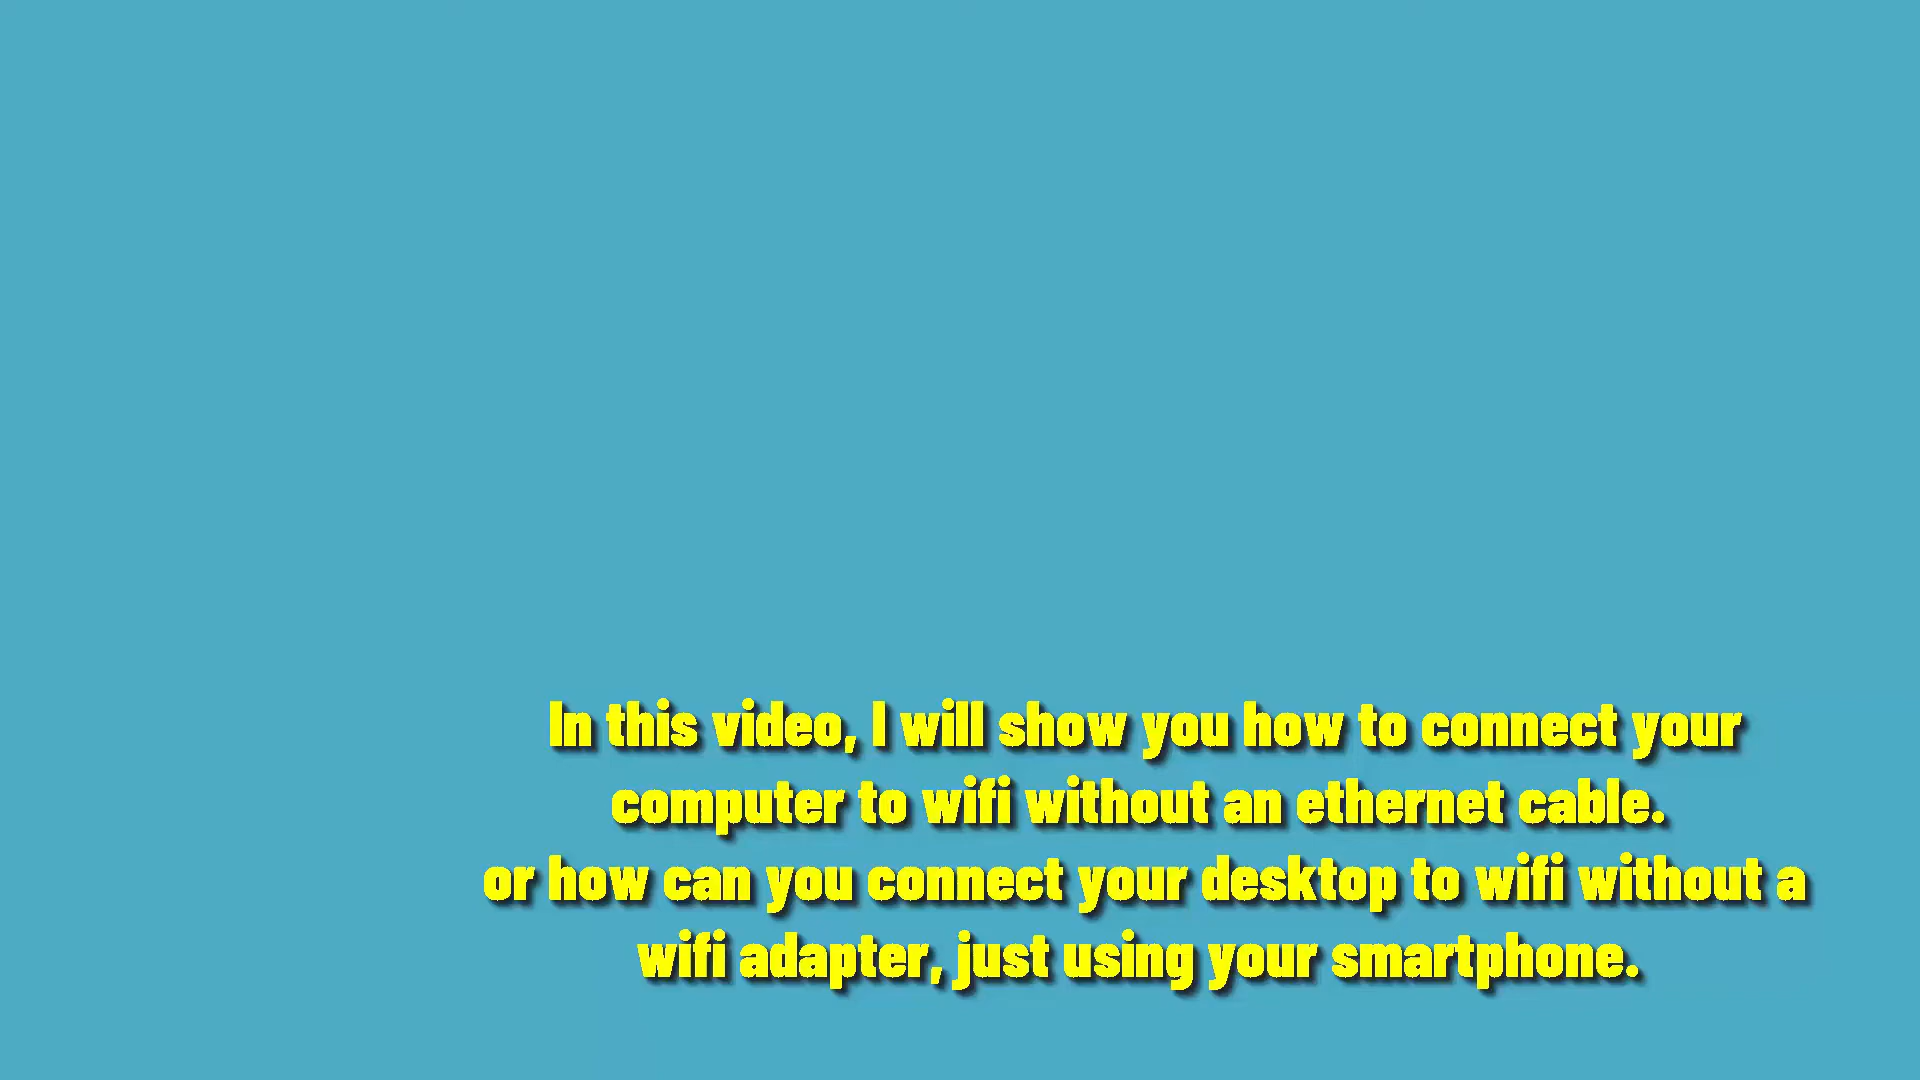 In this video, I will show you how to connect your
computer to wifi without an ethernet cable.
or how can you connect your desktop to wifi without a
wifi adapter, just using your smartphone.